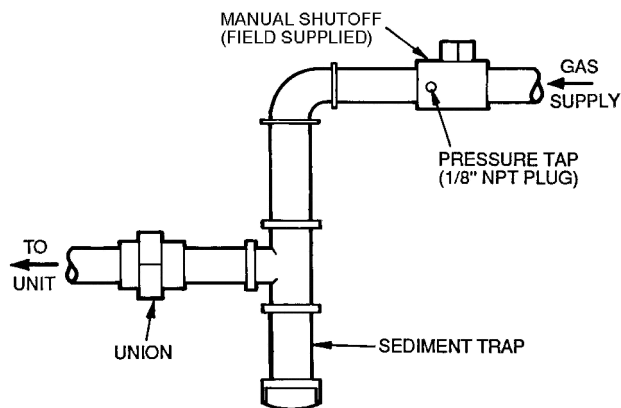 MANUAL SHUTOFF
(FIELD SUPPLIED)
GAS
SUPPLY
PRESSURE TAP
(1/8" NPT PLUG)
TO
UNIT
UNION
SEDIMENT TRAP